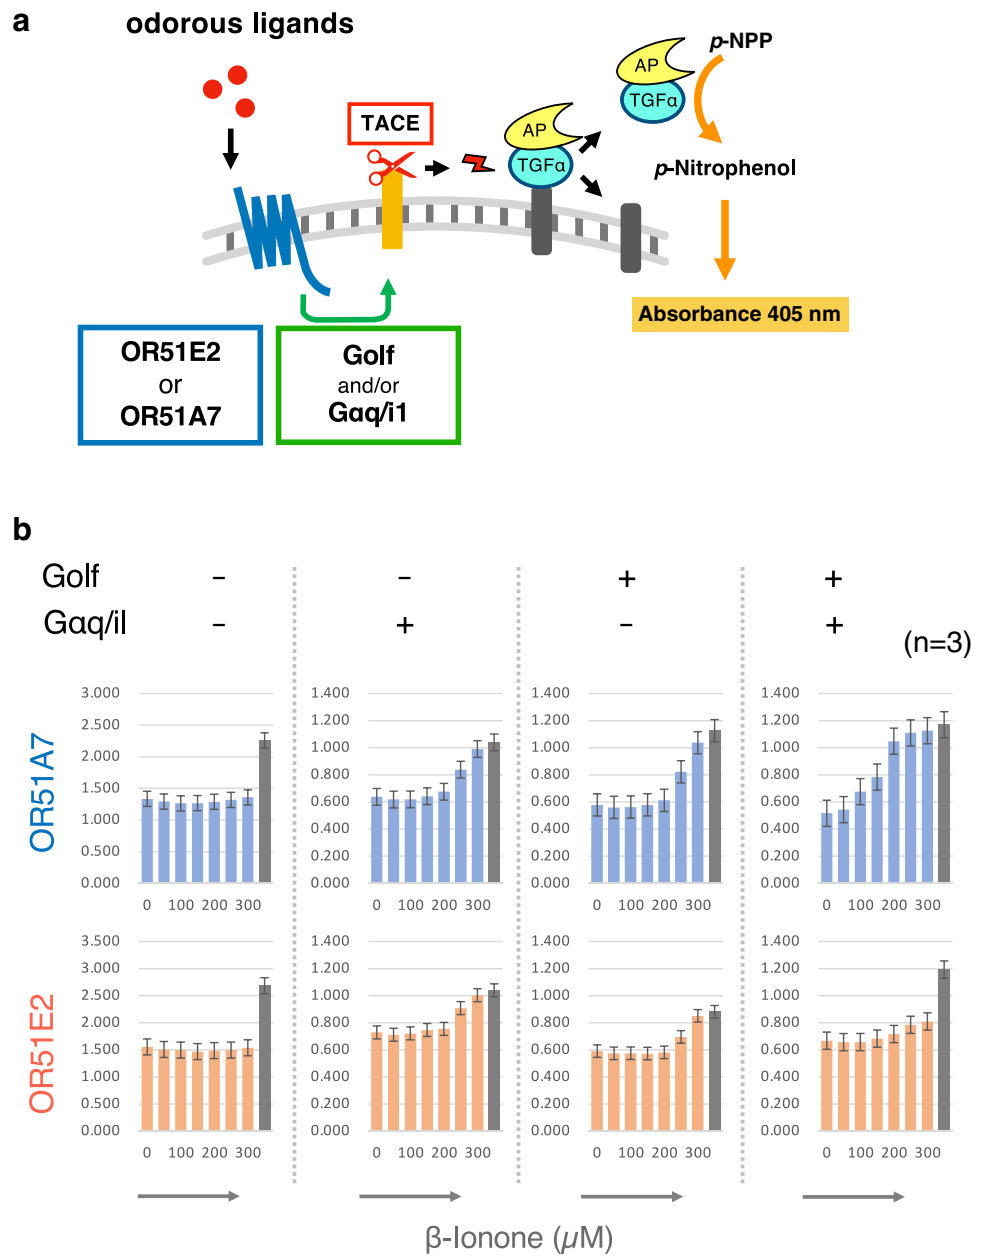 a
odorous ligands
TACE
AP
TGFα
AP
TGFα
p-NPP
p-Nitrophenol
Absorbance 405 nm
OR51E2
or
OR51A7
Golf
and/or
Gαq/i1
b
Golf - - + +
Gαq/il - + - +
(n=3)
OR51A7
3.000
2.500
2.000
1.500
1.000
0.500
0.000
0 100 200 300
1.400
1.200
1.000
0.800
0.600
0.400
0.200
0.000
0 100 200 300
1.400
1.200
1.000
0.800
0.600
0.400
0.200
0.000
0 100 200 300
1.400
1.200
1.000
0.800
0.600
0.400
0.200
0.000
0 100 200 300
OR51E2
3.500
3.000
2.500
2.000
1.500
1.000
0.500
0.000
0 100 200 300
1.400
1.200
1.000
0.800
0.600
0.400
0.200
0.000
0 100 200 300
1.400
1.200
1.000
0.800
0.600
0.400
0.200
0.000
0 100 200 300
1.400
1.200
1.000
0.800
0.600
0.400
0.200
0.000
0 100 200 300
β-Ionone (μM)